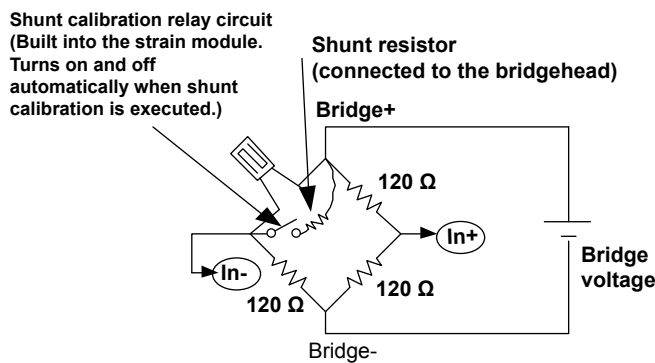 Shunt calibration relay circuit
(Built into the strain module.
Turns on and off
automatically when shunt
calibration is executed.)
Shunt resistor
(connected to the bridgehead)
Bridge+
120 Ω
In+
In-
120 Ω
120 Ω
Bridge
voltage
Bridge-